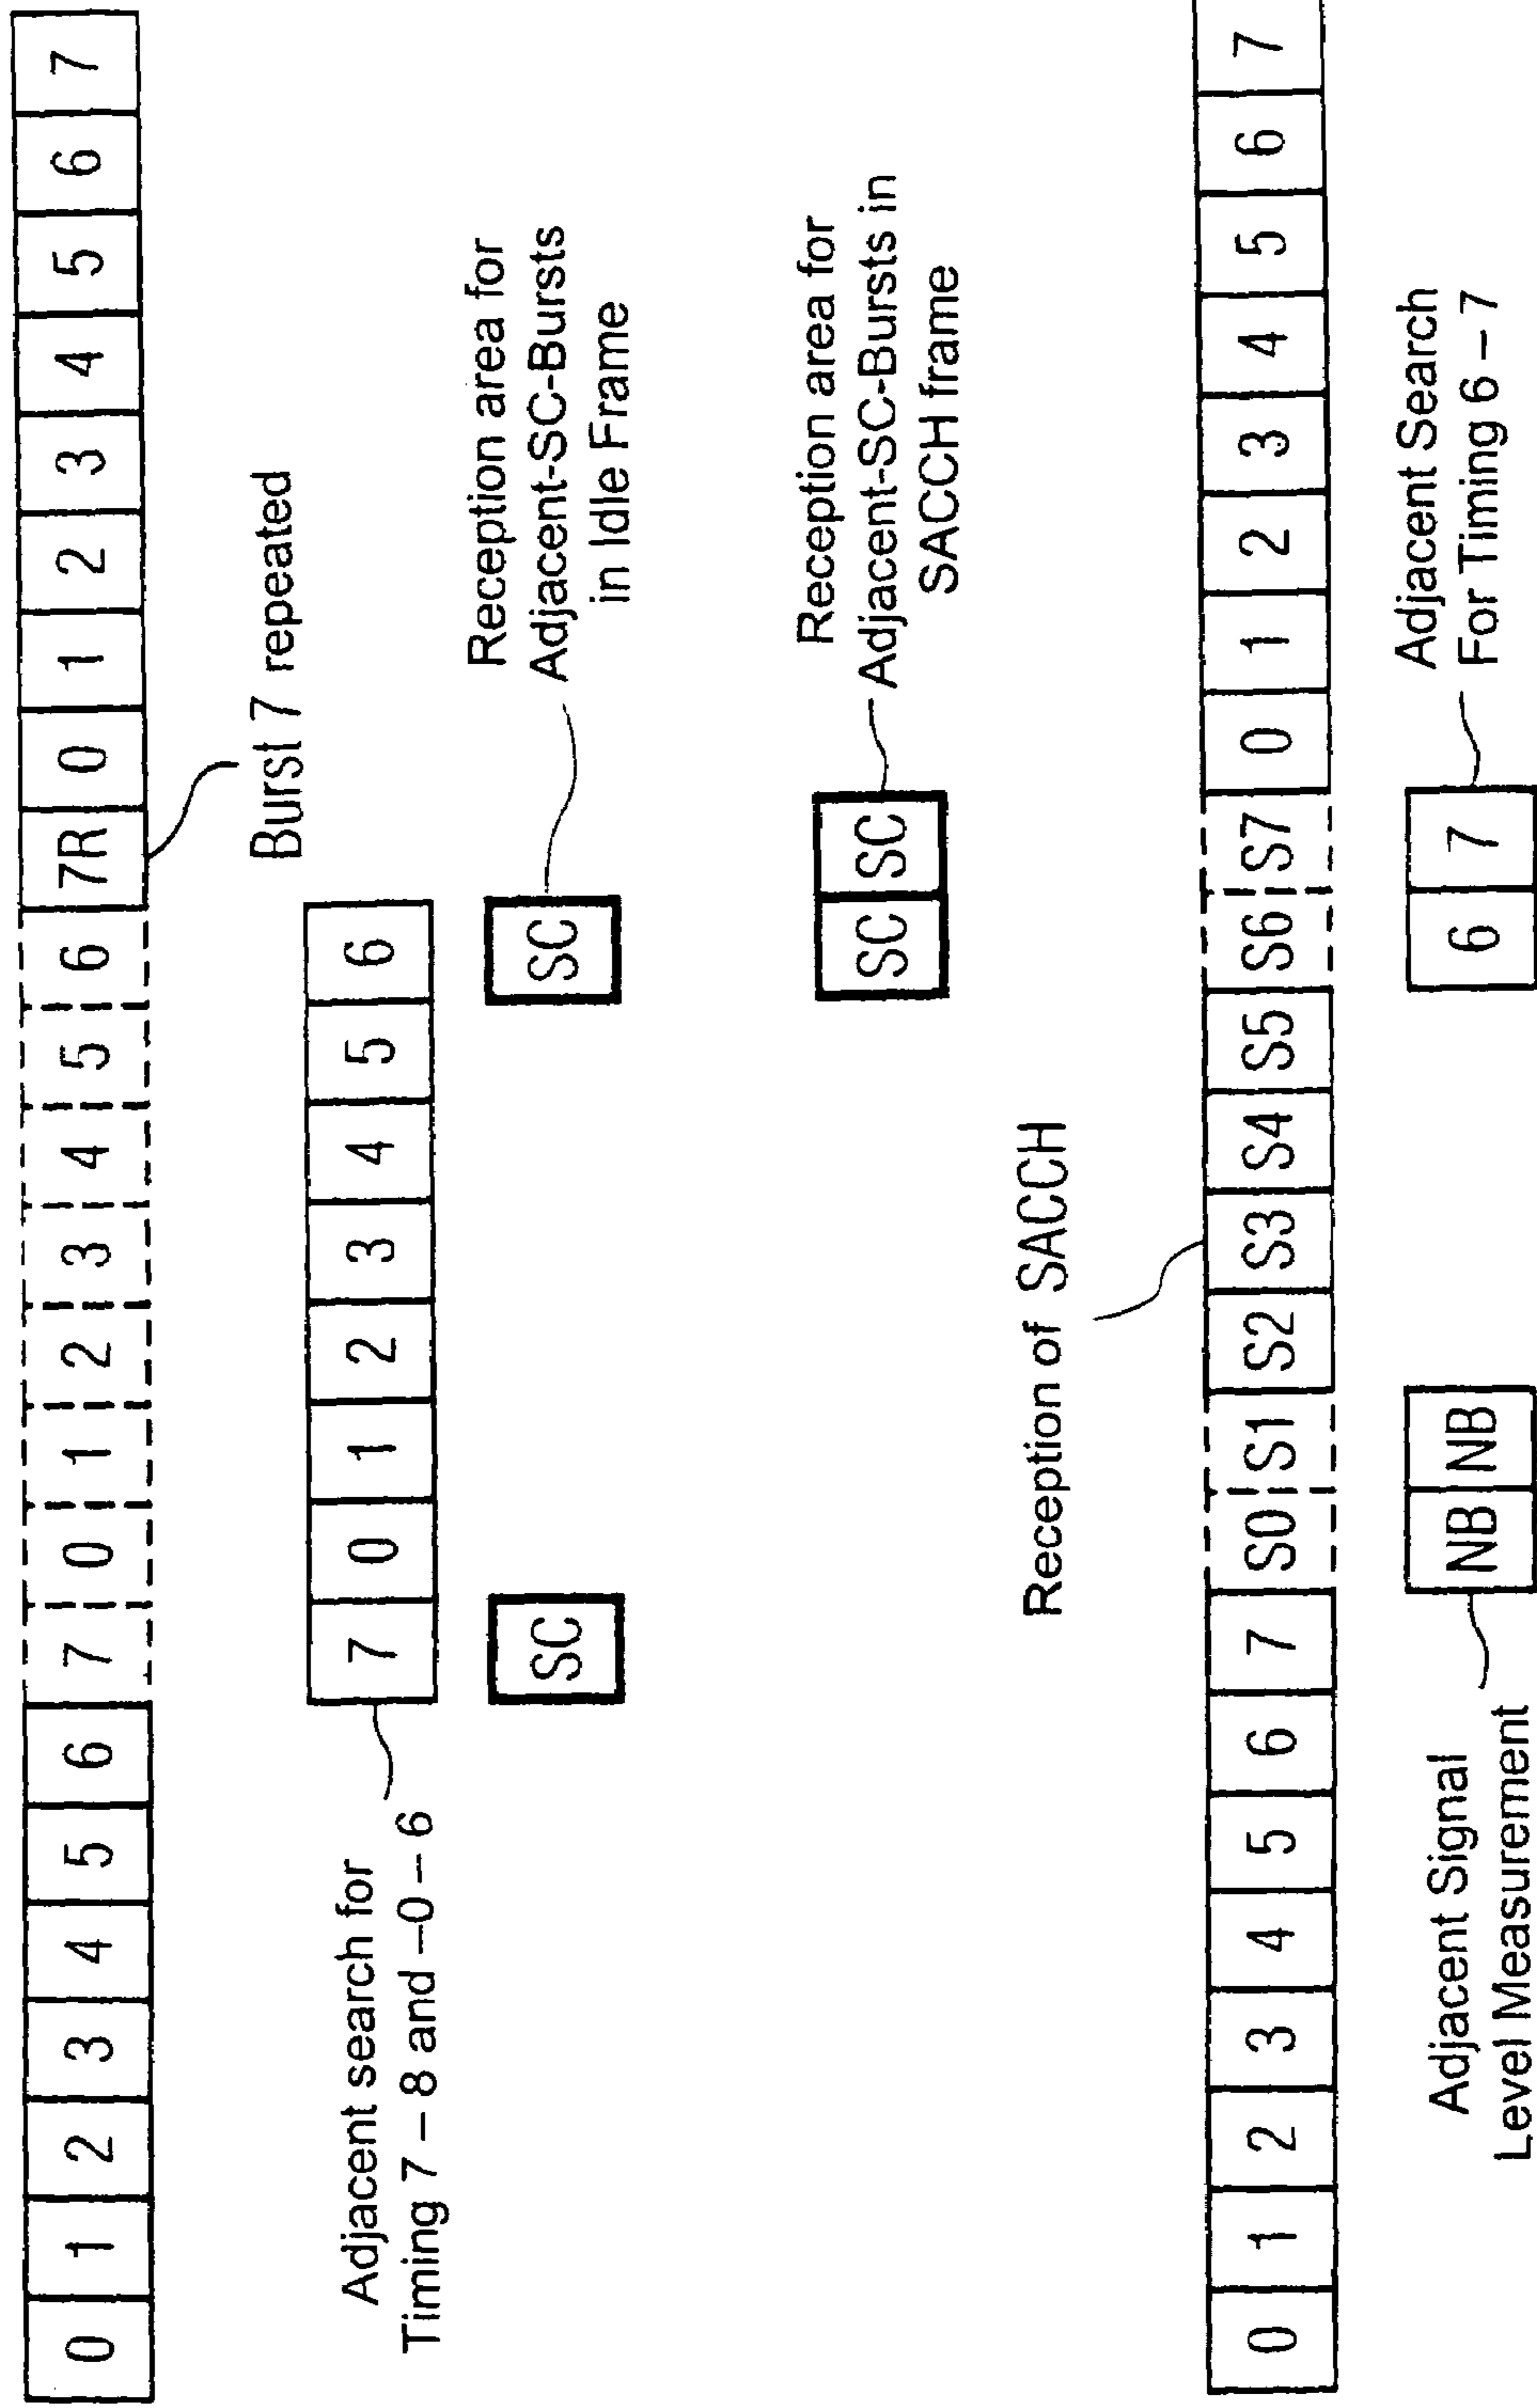 0 1 2 3 4 5 6 7 0 1 2 3 4 5 6 7R 0 1 2 3 4 5 6 7
Burst 7 repeated
Adjacent search for
Timing 7 – 8 and –0 – 6
7 0 1 2 3 4 5 6
SC SC
Reception area for
Adjacent-SC-Bursts
in Idle Frame
SC SC
Reception area for
Adjacent-SC-Bursts in
SACCH frame
Reception of SACCH
0 1 2 3 4 5 6 7 S0 S1 S2 S3 S4 S5 S6 S7 0 1 2 3 4 5 6 7
Adjacent Signal
Level Measurement
NB NB
6 7
Adjacent Search
For Timing 6 – 7